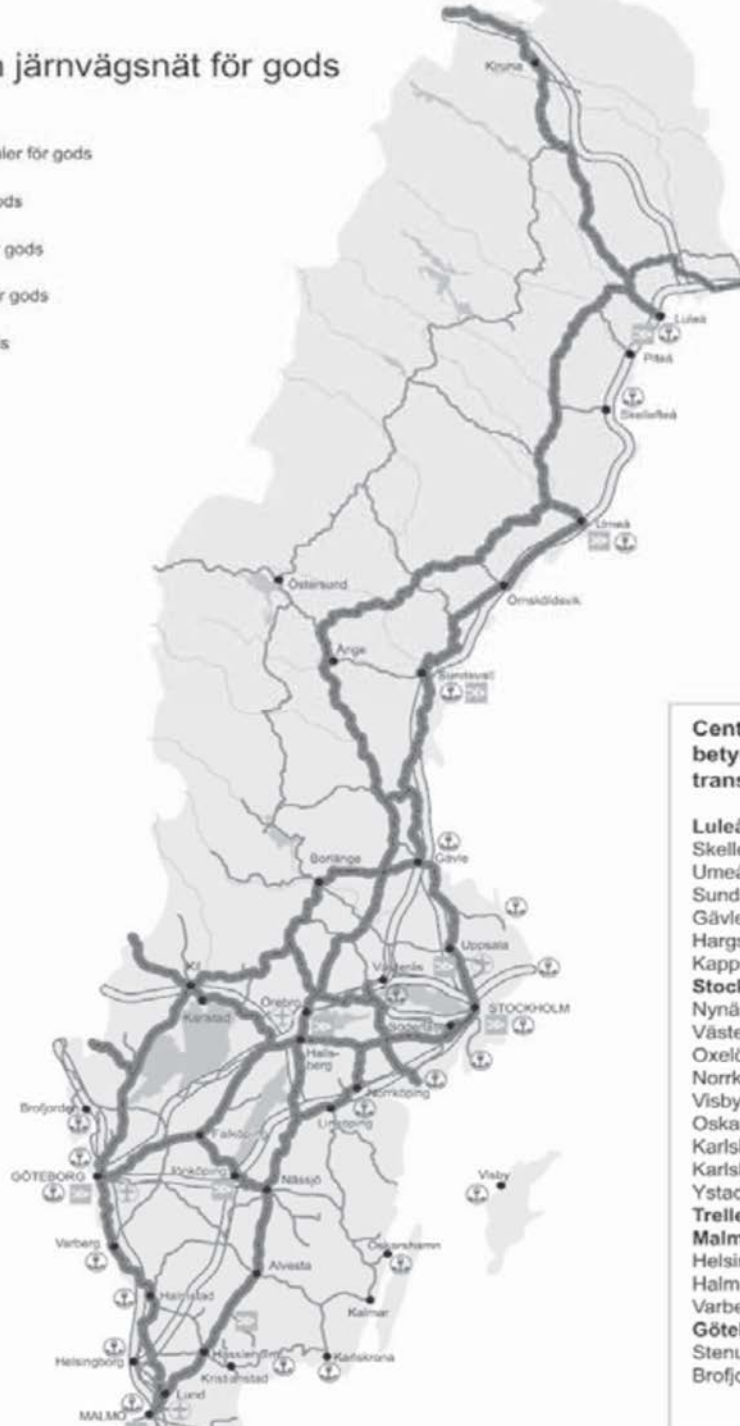 järnvägsnät för gods
ler för gods
ods
gods
r gods
s
Kiruna
Luleå
Piteå
Skellefteå
Umeå
Örnsköldsvik
Östersund
Ånge
Sundsvall
Borlänge
Gävle
Uppsala
Västerås
Kil
Karlstad
Örebro
STOCKHOLM
Södertälje
Halls-
berg
Norrköping
Linköping
Brofjorden
Falköping
GÖTEBORG
Jönköping
Nässjö
Visby
Varberg
Oskarshamn
Alvesta
Halmstad
Kalmar
Helsingborg
Hässleholm
Karlskrona
Kristianstad
Lund
MALMÖ
Cent
bety
trans
Luleå
Skelle
Umeå
Sund
Gävle
Hargs
Kapp
Stock
Nynä
Väste
Oxelö
Norrk
Visby
Oska
Karls
Karls
Ystad
Trelle
Malm
Helsi
Halm
Varbe
Götel
Stenu
Brofjo